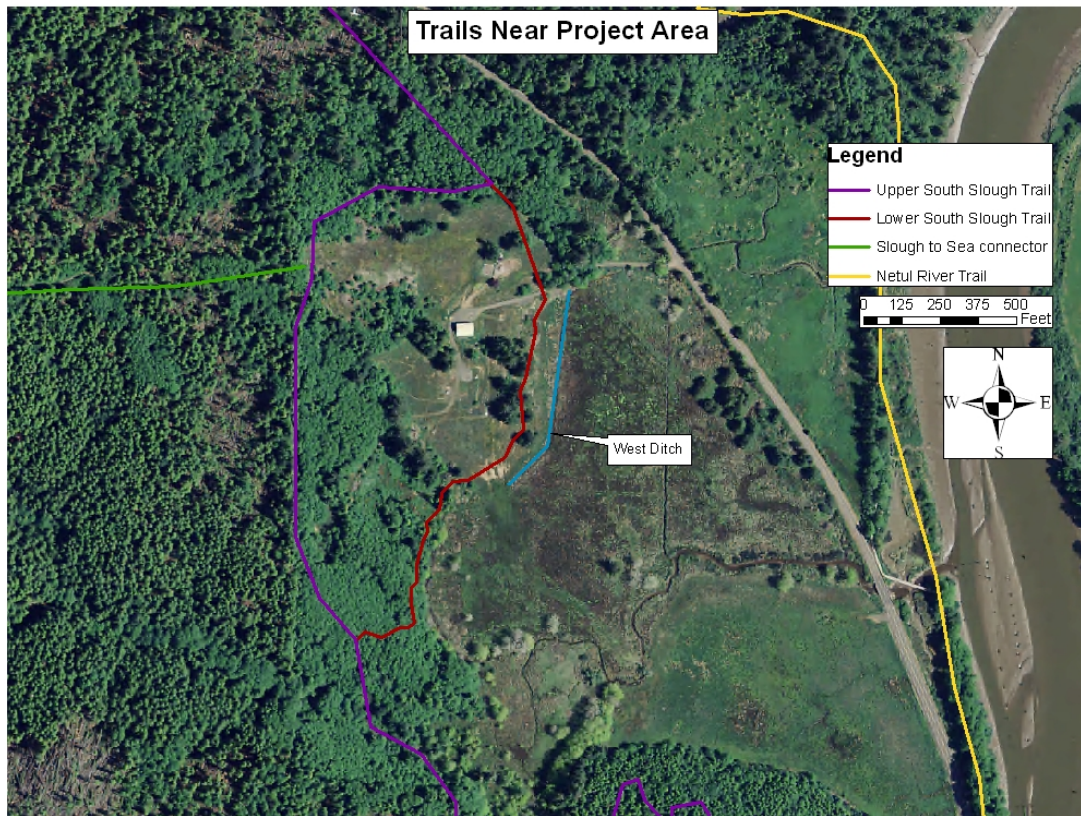 Trails Near Project Area
Legend
Upper South Slough Trail
Lower South Slough Trail
Slough to Sea connector
Netul River Trail
0 125 250 375 500
Feet
N
W E
S
West Ditch